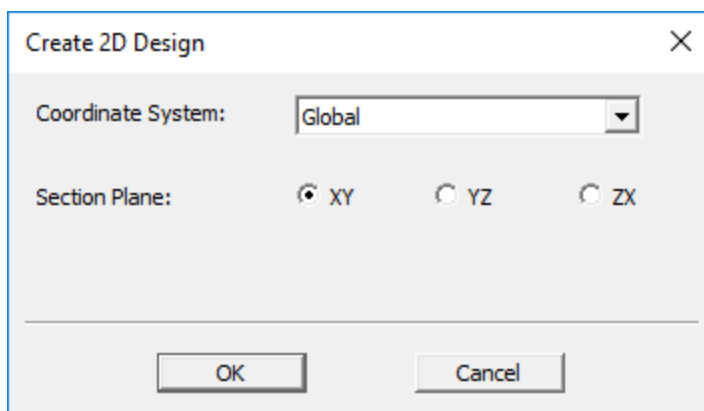 Create 2D Design
Coordinate System: Global
Section Plane: XY YZ ZX
OK Cancel